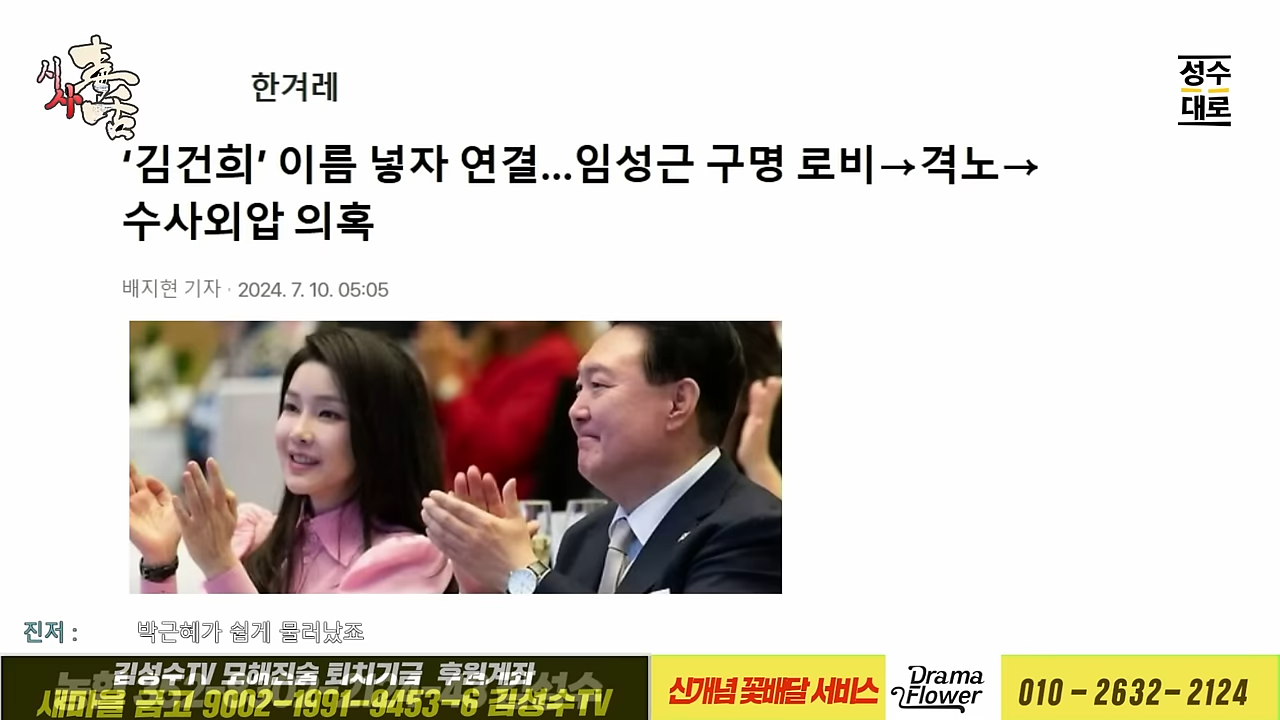 시사
성수
대로
한겨레
‘김건희’ 이름 넣자 연결...임성근 구명 로비→격노→
수사외압 의혹
배지현 기자 · 2024. 7. 10. 05:05
진저 : 박근혜가 쉽게 물러났죠
김성수TV 모해진술 퇴치기금 후원계좌
새마을 금고 9002-1991-9453-6 김성수TV
신개념 꽃배달 서비스
Drama
Flower
010 - 2632- 2124